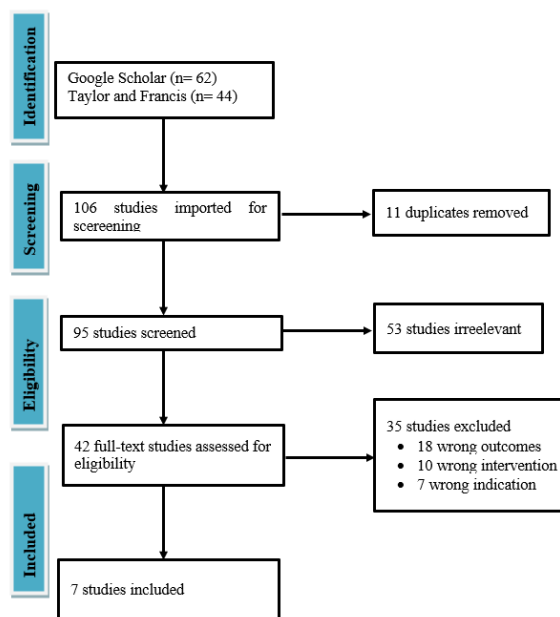 Identification
Google Scholar (n= 62)
Taylor and Francis (n= 44)
Screening
106 studies imported for
scereening
11 duplicates removed
Eligibility
95 studies screened
53 studies irreelevant
42 full-text studies assessed for
eligibility
35 studies excluded
• 18 wrong outcomes
• 10 wrong intervention
• 7 wrong indication
Included
7 studies included